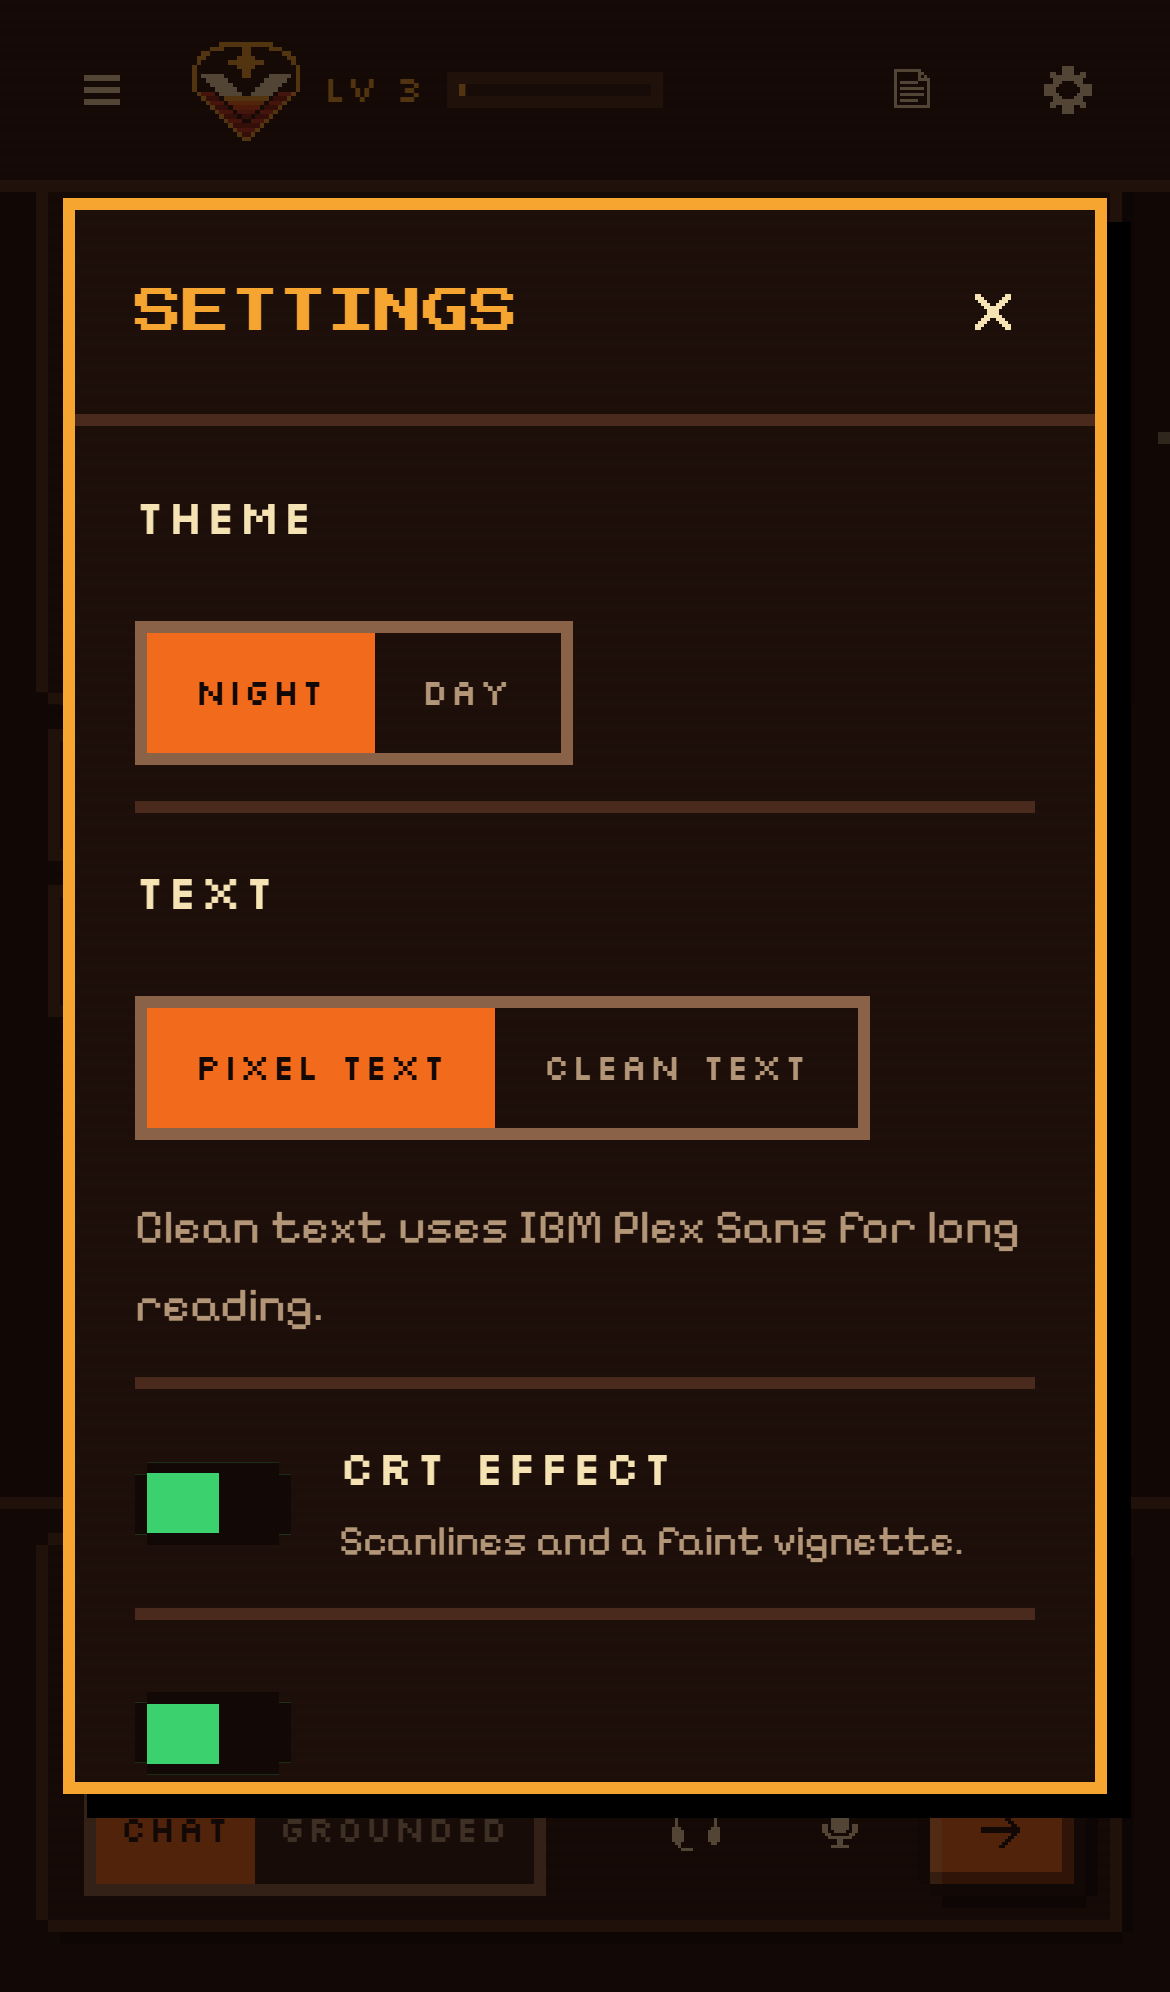 LV 3
SETTINGS
THEME
NIGHT DAY
TEXT
PIXEL TEXT CLEAN TEXT
Clean text uses IBM Plex Sans for long
reading.
CRT EFFECT
Scanlines and a faint vignette.
CHAT GROUNDED